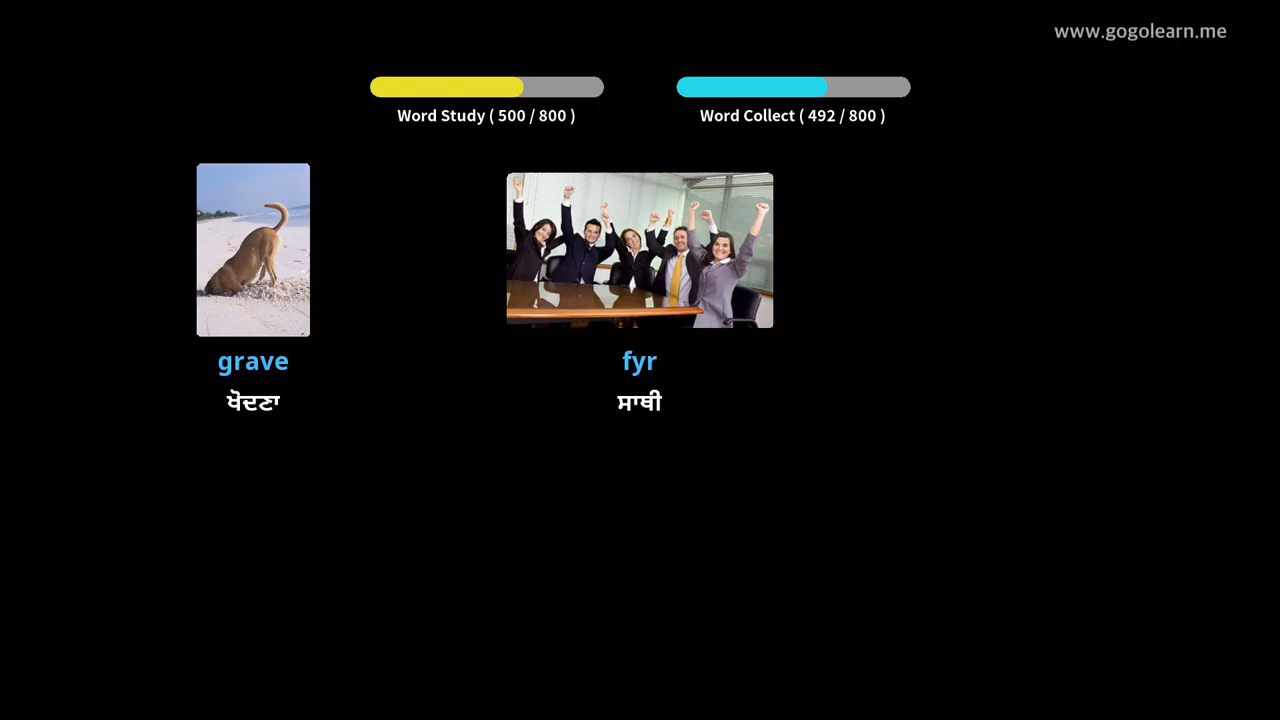 www.gogolearn.me
Word Study ( 500 / 800 )
Word Collect ( 492 / 800 )
grave
ਖੋਦਣਾ
fyr
ਸਾਥੀ